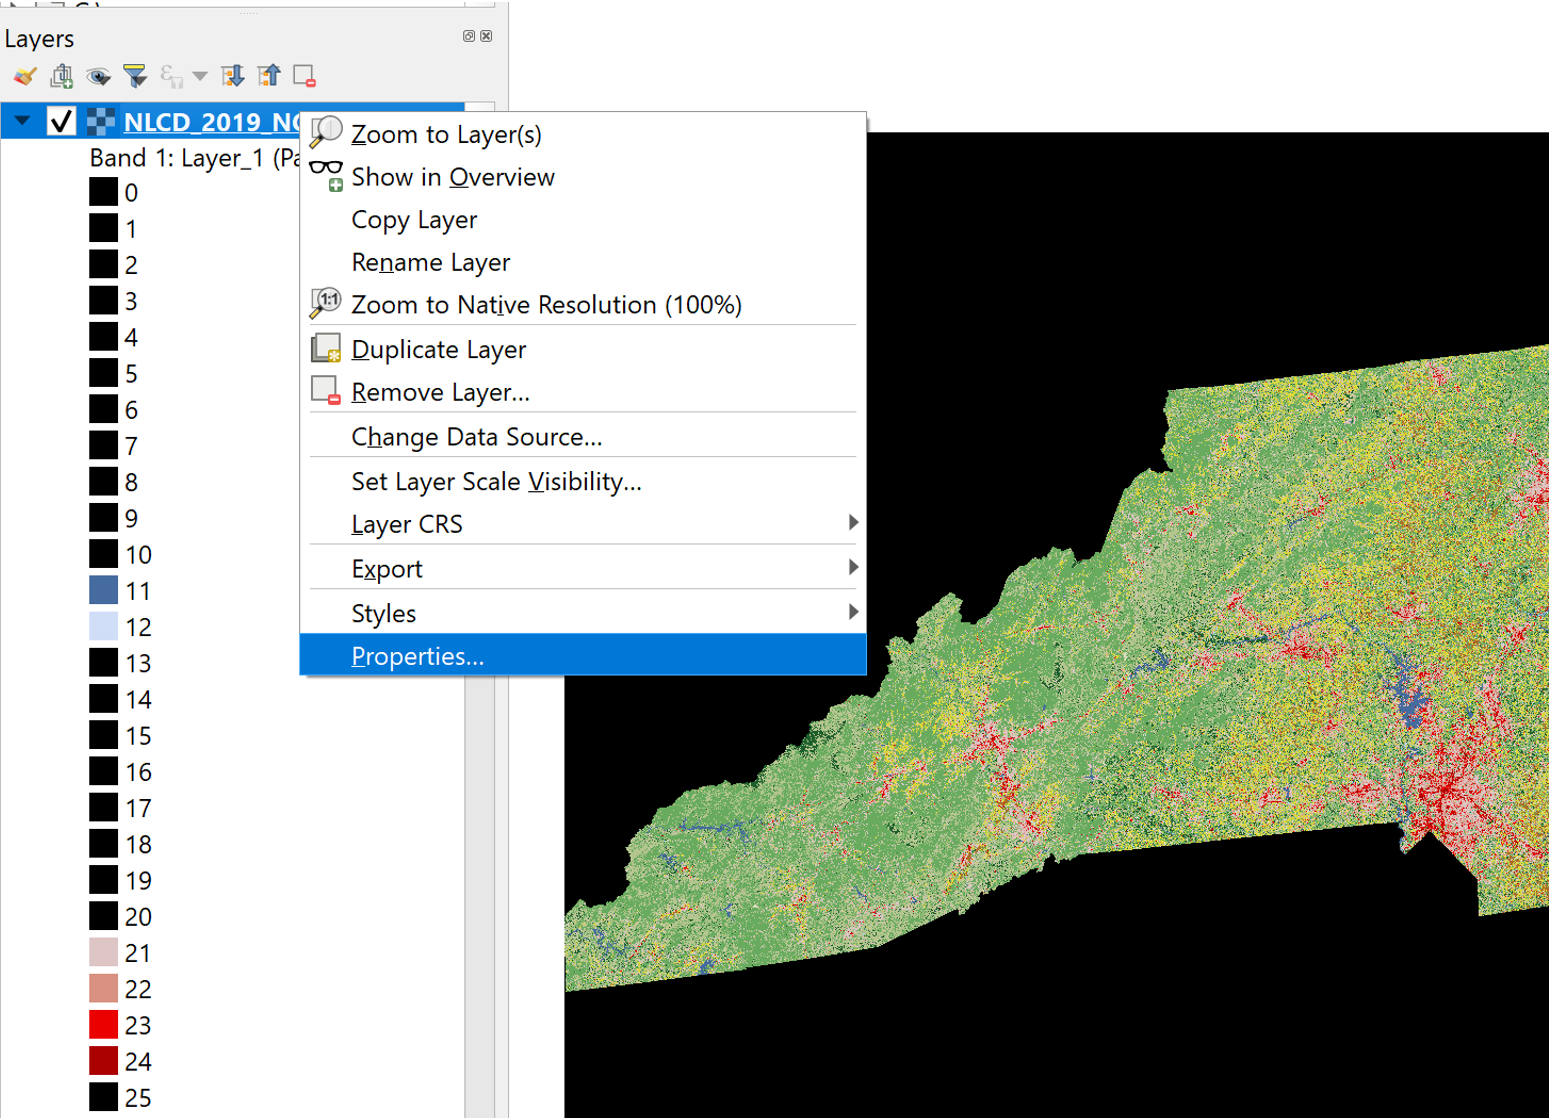 Layers
NLCD_2019_NC
Band 1: Layer_1 (Pa
0
1
2
3
4
5
6
7
8
9
10
11
12
13
14
15
16
17
18
19
20
21
22
23
24
25
Zoom to Layer(s)
Show in Overview
Copy Layer
Rename Layer
1:1
Zoom to Native Resolution (100%)
Duplicate Layer
Remove Layer...
Change Data Source...
Set Layer Scale Visibility...
Layer CRS
Export
Styles
Properties...